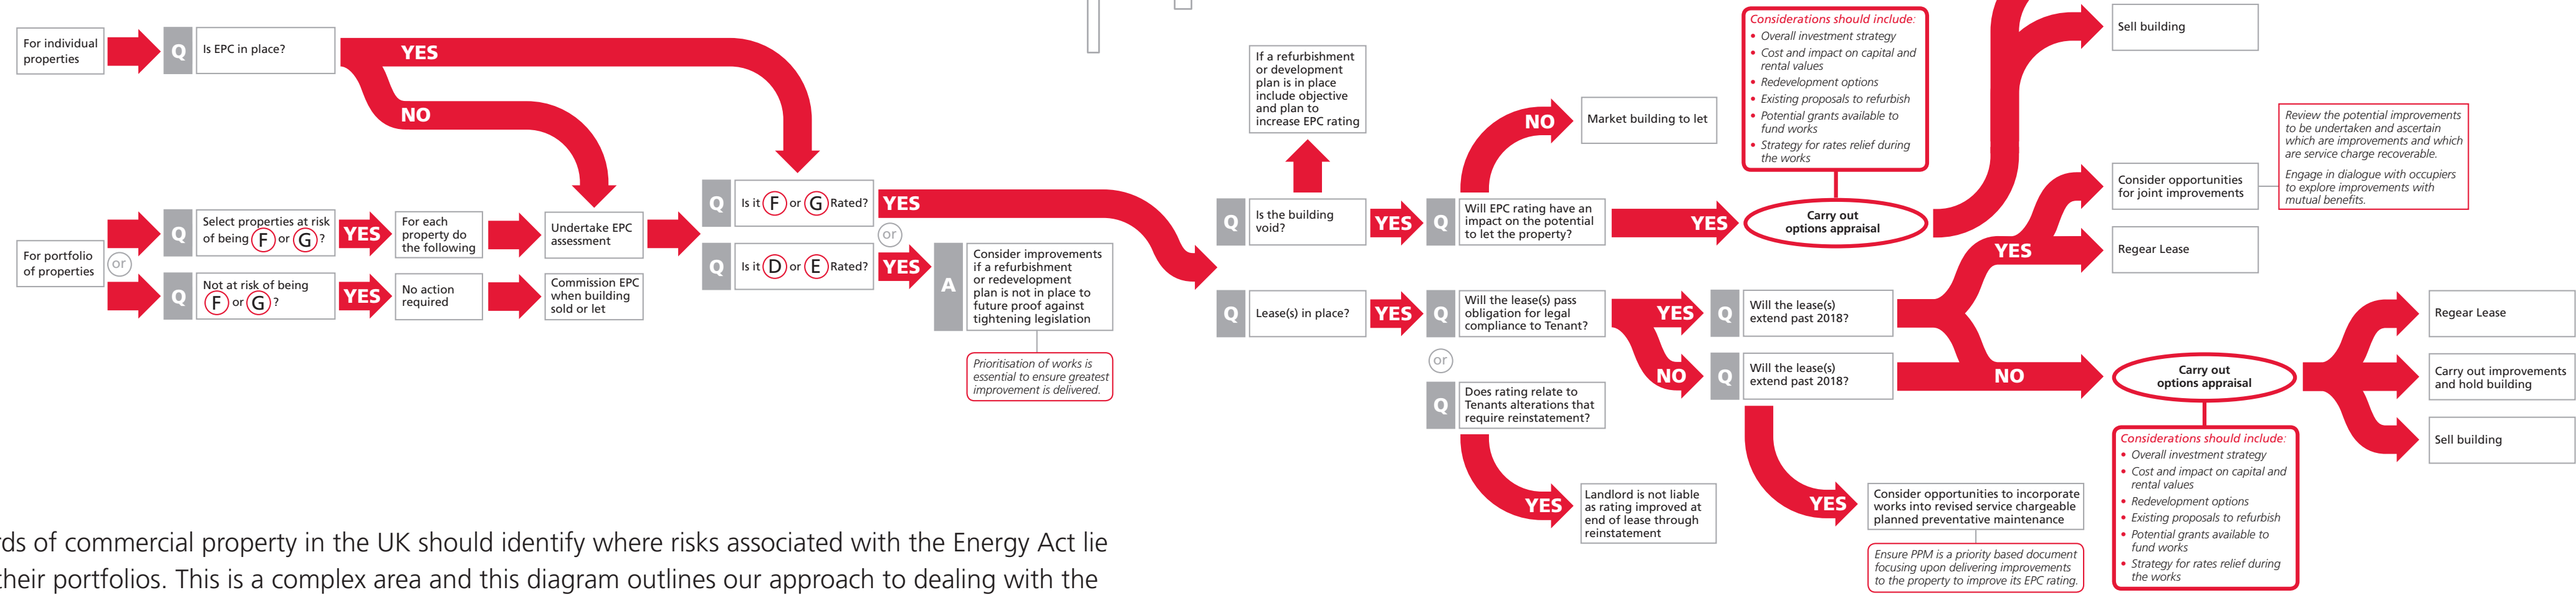 For individual
properties
Q
Is EPC in place?
YES
NO
For portfolio
of properties
or
Q
Select properties at risk
of being F or G ?
YES
For each
property do
the following
Undertake EPC
assessment
Q
Not at risk of being
F or G ?
YES
No action
required
Commission EPC
when building
sold or let
Q
Is it F or G Rated?
YES
or
Q
Is it D or E Rated?
YES
A
Consider improvements
if a refurbishment
or redevelopment
plan is not in place to
future proof against
tightening legislation
Prioritisation of works is
essential to ensure greatest
improvement is delivered.
If a refurbishment
or development
plan is in place
include objective
and plan to
increase EPC rating
Q
Is the building
void?
YES
Q
Will EPC rating have an
impact on the potential
to let the property?
NO
Market building to let
YES
Considerations should include:
• Overall investment strategy
• Cost and impact on capital and
rental values
• Redevelopment options
• Existing proposals to refurbish
• Potential grants available to
fund works
• Strategy for rates relief during
the works
Carry out
options appraisal
Sell building
Consider opportunities
for joint improvements
Review the potential improvements
to be undertaken and ascertain
which are improvements and which
are service charge recoverable.
Engage in dialogue with occupiers
to explore improvements with
mutual benefits.
YES
Regear Lease
Q
Lease(s) in place?
YES
Q
Will the lease(s) pass
obligation for legal
compliance to Tenant?
YES
Q
Will the lease(s)
extend past 2018?
NO
Q
Will the lease(s)
extend past 2018?
NO
or
Q
Does rating relate to
Tenants alterations that
require reinstatement?
YES
Landlord is not liable
as rating improved at
end of lease through
reinstatement
YES
Consider opportunities to incorporate
works into revised service chargeable
planned preventative maintenance
Ensure PPM is a priority based document
focusing upon delivering improvements
to the property to improve its EPC rating.
Carry out
options appraisal
Considerations should include:
• Overall investment strategy
• Cost and impact on capital and
rental values
• Redevelopment options
• Existing proposals to refurbish
• Potential grants available to
fund works
• Strategy for rates relief during
the works
Regear Lease
Carry out improvements
and hold building
Sell building
rds of commercial property in the UK should identify where risks associated with the Energy Act lie
their portfolios. This is a complex area and this diagram outlines our approach to dealing with the